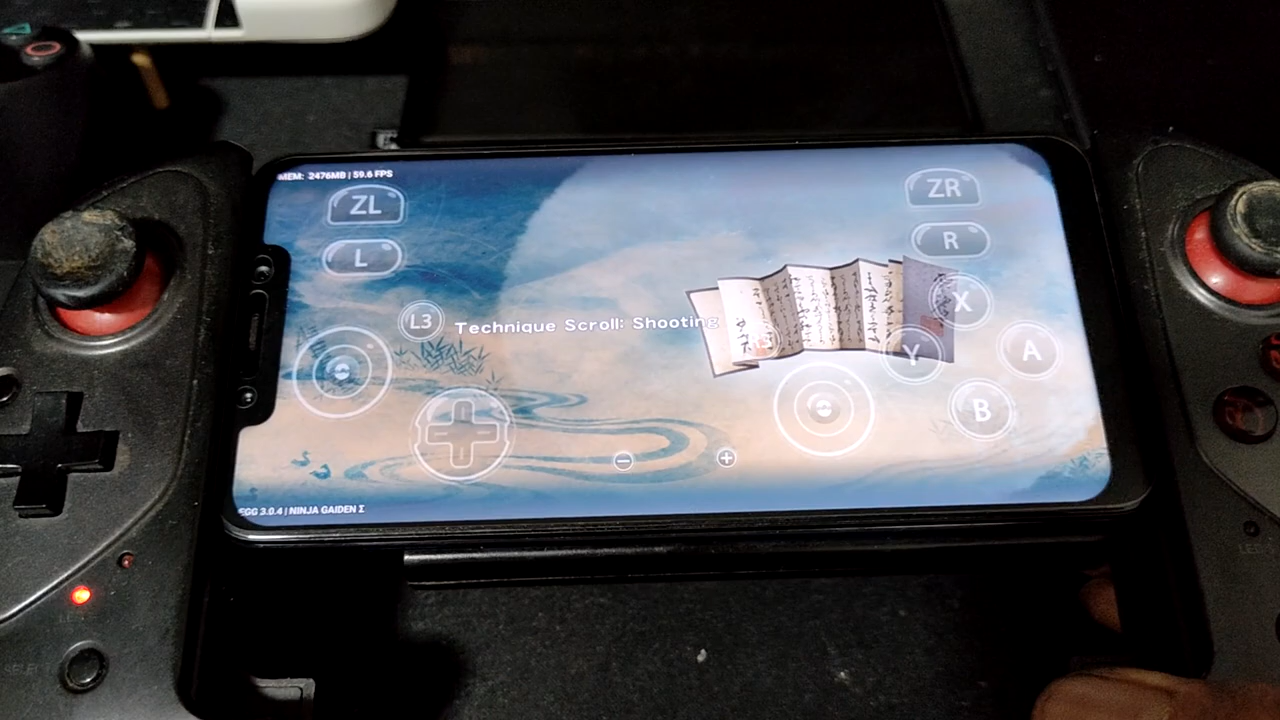 MEM: 2476MB | 59.6 FPS
ZL
ZR
L
R
L3
X
Technique Scroll: Shooting
Y
A
B
EGG 3.0.4 | NINJA GAIDEN Σ